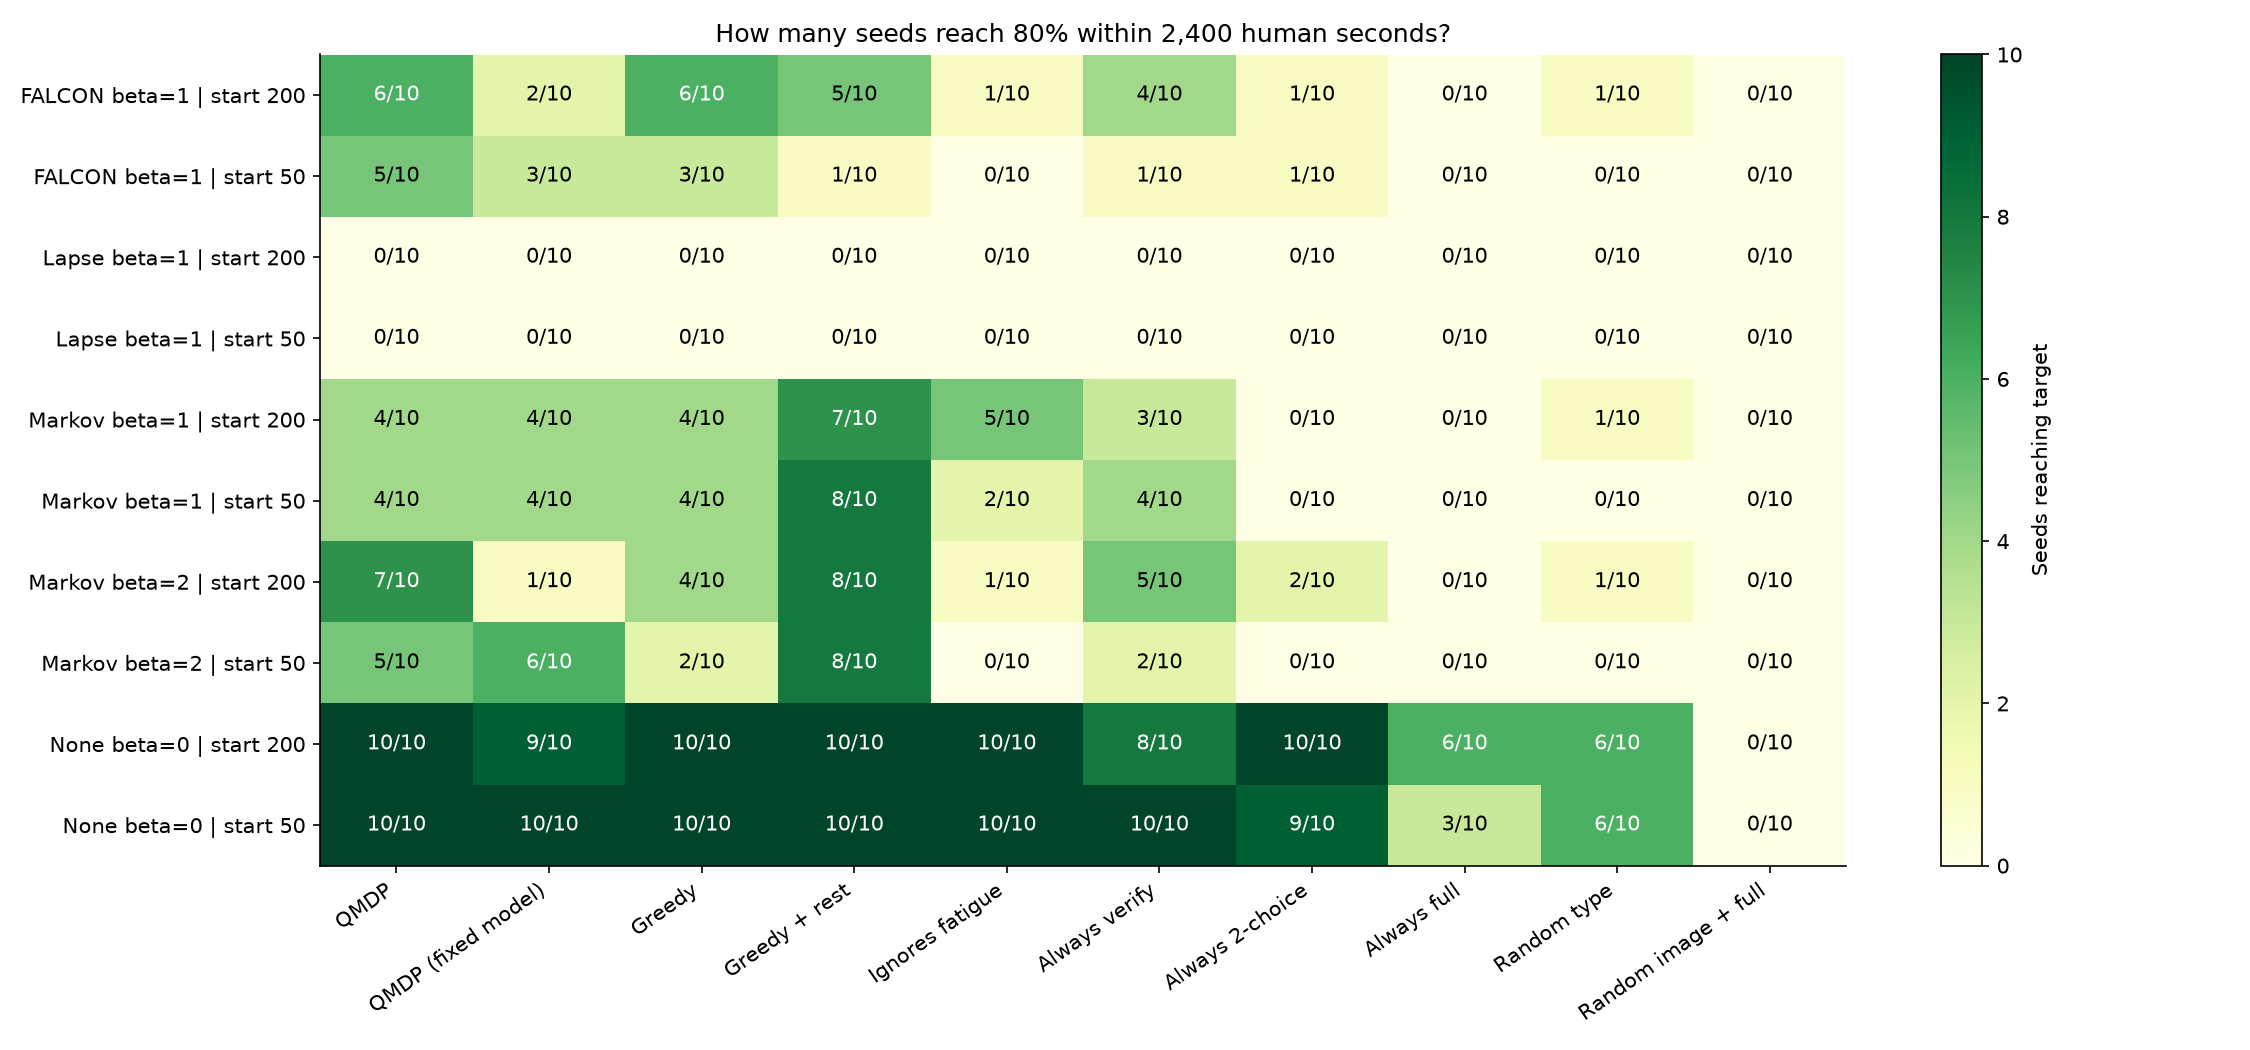 How many seeds reach 80% within 2,400 human seconds?
FALCON beta=1 | start 200 6/10 2/10 6/10 5/10 1/10 4/10 1/10 0/10 1/10 0/10
FALCON beta=1 | start 50 5/10 3/10 3/10 1/10 0/10 1/10 1/10 0/10 0/10 0/10
Lapse beta=1 | start 200 0/10 0/10 0/10 0/10 0/10 0/10 0/10 0/10 0/10 0/10
Lapse beta=1 | start 50 0/10 0/10 0/10 0/10 0/10 0/10 0/10 0/10 0/10 0/10
Markov beta=1 | start 200 4/10 4/10 4/10 7/10 5/10 3/10 0/10 0/10 1/10 0/10
Markov beta=1 | start 50 4/10 4/10 4/10 8/10 2/10 4/10 0/10 0/10 0/10 0/10
Markov beta=2 | start 200 7/10 1/10 4/10 8/10 1/10 5/10 2/10 0/10 1/10 0/10
Markov beta=2 | start 50 5/10 6/10 2/10 8/10 0/10 2/10 0/10 0/10 0/10 0/10
None beta=0 | start 200 10/10 9/10 10/10 10/10 10/10 8/10 10/10 6/10 6/10 0/10
None beta=0 | start 50 10/10 10/10 10/10 10/10 10/10 10/10 9/10 3/10 6/10 0/10
QMDP
QMDP (fixed model)
Greedy
Greedy + rest
Ignores fatigue
Always verify
Always 2-choice
Always full
Random type
Random image + full
10
8
6
4
2
0
Seeds reaching target